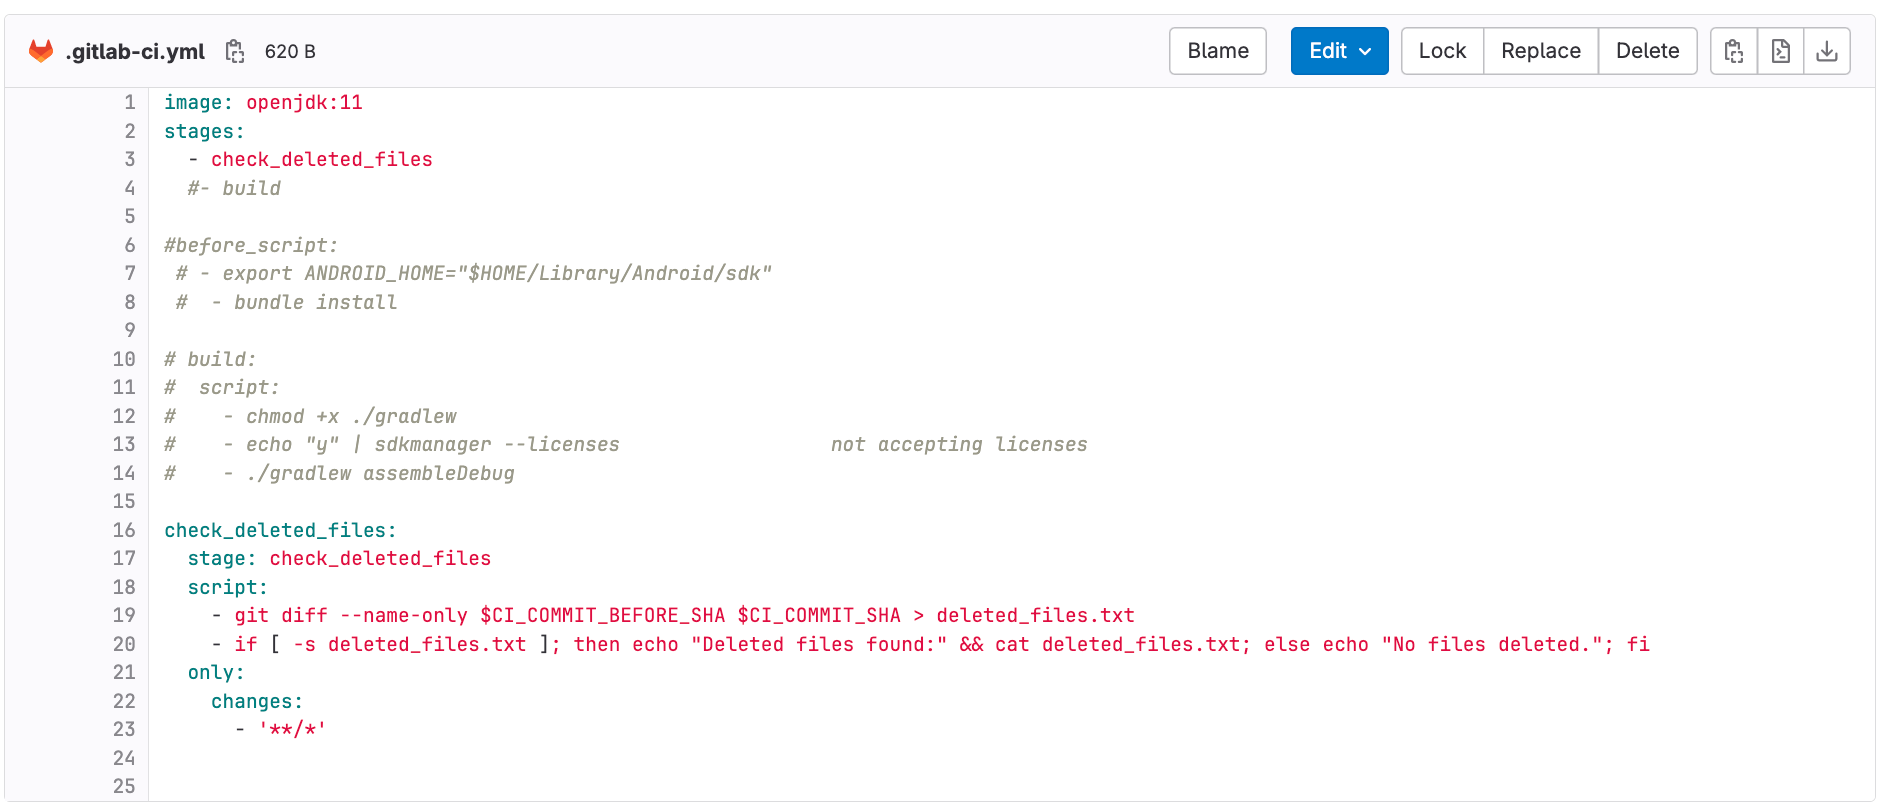 .gitlab-ci.yml 620 B Blame Edit Lock Replace Delete
1 image: openjdk:11
2 stages:
3   - check_deleted_files
4   #- build
5
6 #before_script:
7  # - export ANDROID_HOME="$HOME/Library/Android/sdk"
8  #  - bundle install
9
10 # build:
11 #  script:
12 #    - chmod +x ./gradlew
13 #    - echo "y" | sdkmanager --licenses                  not accepting licenses
14 #    - ./gradlew assembleDebug
15
16 check_deleted_files:
17   stage: check_deleted_files
18   script:
19     - git diff --name-only $CI_COMMIT_BEFORE_SHA $CI_COMMIT_SHA > deleted_files.txt
20     - if [ -s deleted_files.txt ]; then echo "Deleted files found:" && cat deleted_files.txt; else echo "No files deleted."; fi
21   only:
22     changes:
23       - '**/*'
24
25